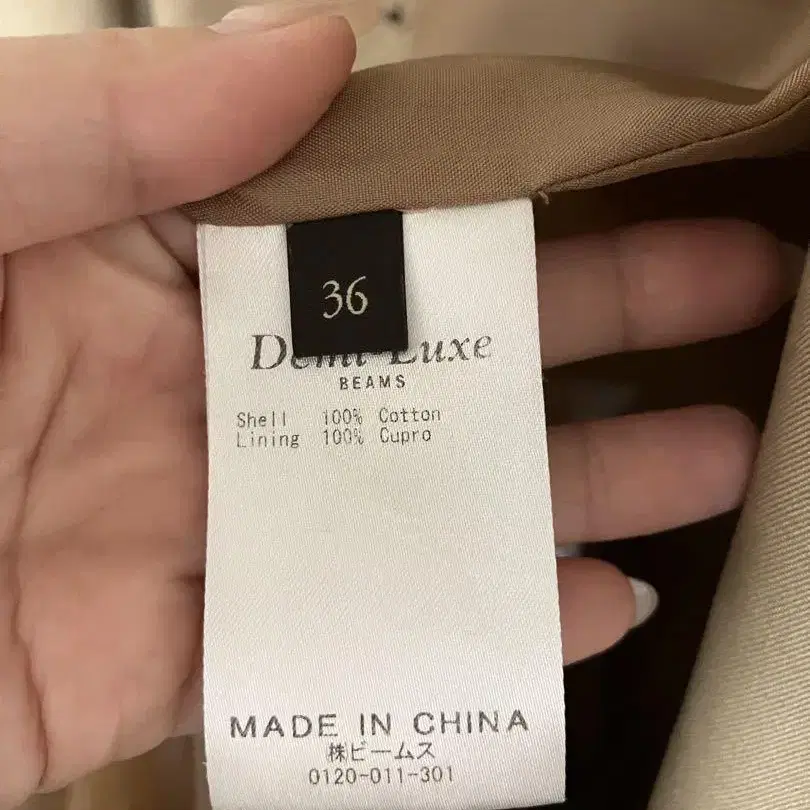 36
Demi-Luxe
BEAMS
Shell 100% Cotton
Lining 100% Cupro
MADE IN CHINA
㈱ビームス
0120-011-301